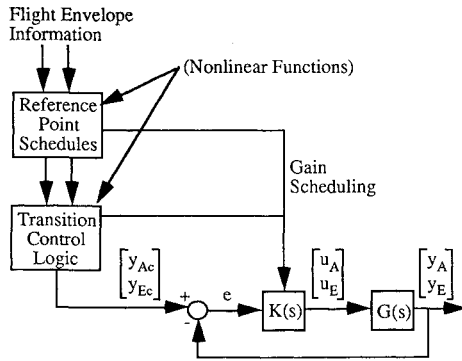 Flight Envelope
Information
(Nonlinear Functions)
Reference
Point
Schedules
Gain
Scheduling
Transition
Control
Logic
y_Ac
y_Ec
+
-
e
K(s)
u_A
u_E
G(s)
y_A
y_E